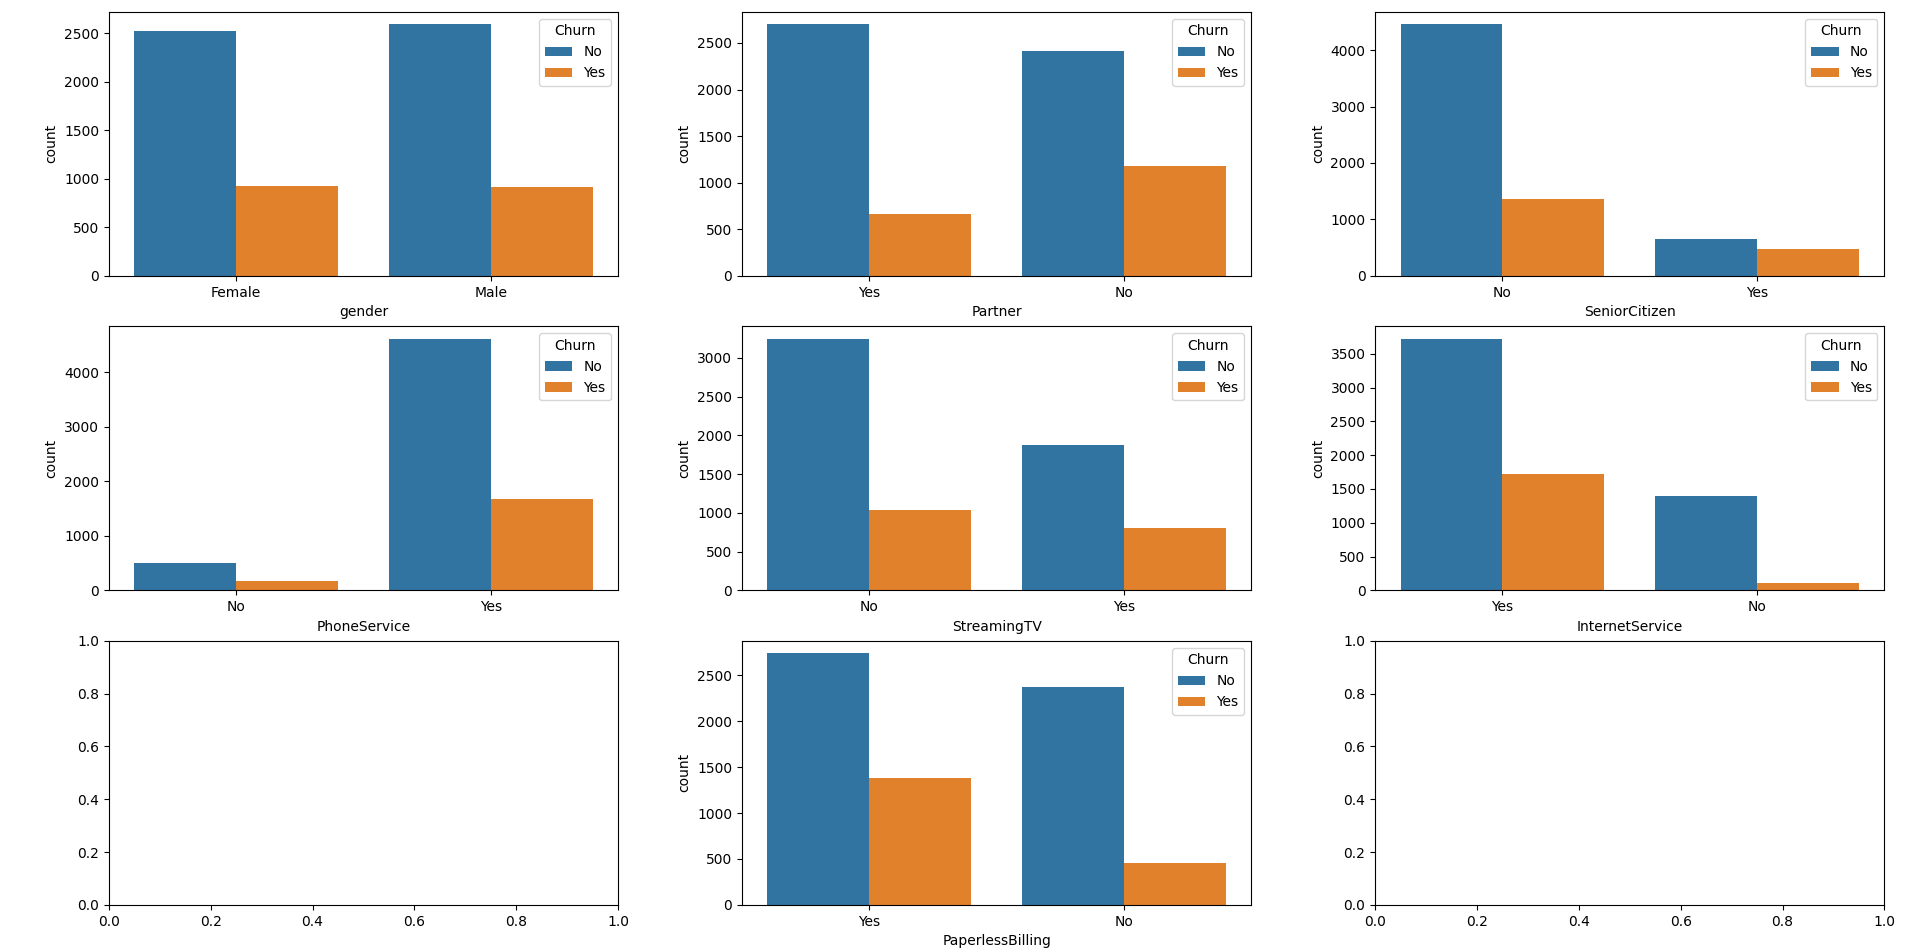 Churn
No
Yes
2500
2000
1500
1000
500
0
count
Female Male
gender
Churn
No
Yes
2500
2000
1500
1000
500
0
count
Yes No
Partner
Churn
No
Yes
4000
3000
2000
1000
0
count
No Yes
SeniorCitizen
Churn
No
Yes
4000
3000
2000
1000
0
count
No Yes
PhoneService
Churn
No
Yes
3000
2500
2000
1500
1000
500
0
count
No Yes
StreamingTV
Churn
No
Yes
3500
3000
2500
2000
1500
1000
500
0
count
Yes No
InternetService
1.0
0.8
0.6
0.4
0.2
0.0
0.0 0.2 0.4 0.6 0.8 1.0
Churn
No
Yes
2500
2000
1500
1000
500
0
count
Yes No
PaperlessBilling
1.0
0.8
0.6
0.4
0.2
0.0
0.0 0.2 0.4 0.6 0.8 1.0